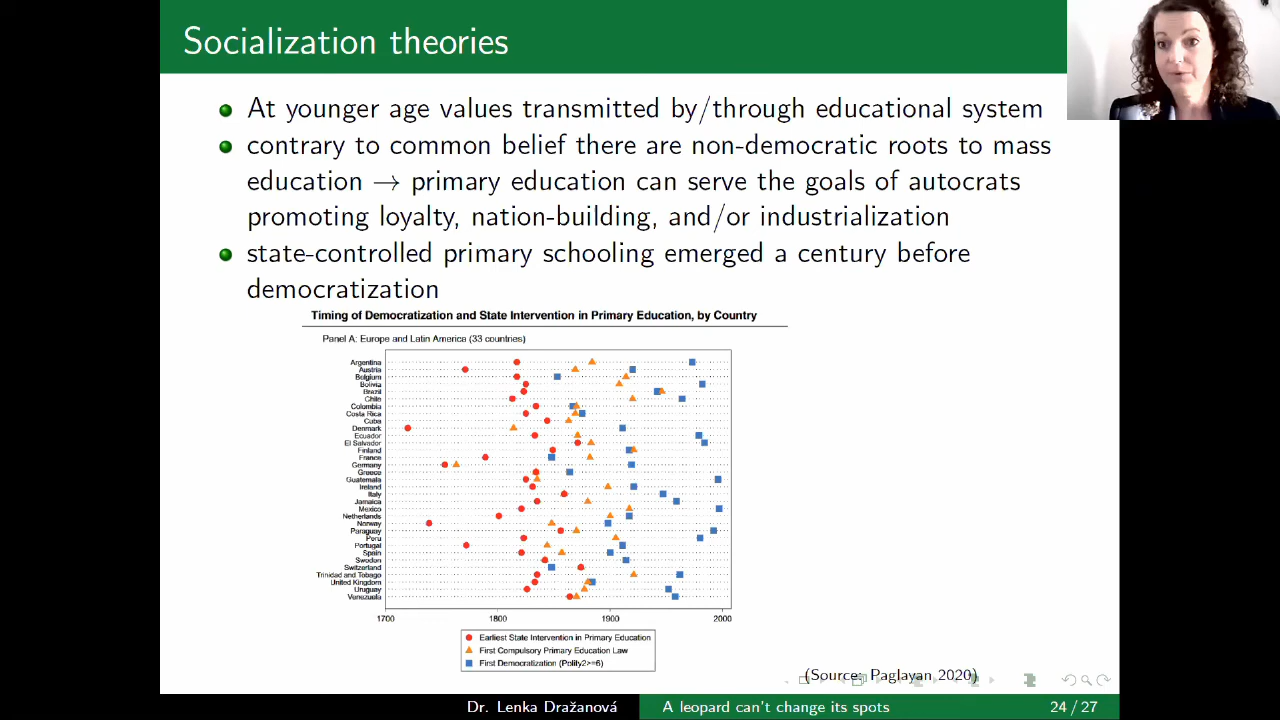 Socialization theories
At younger age values transmitted by/through educational system
contrary to common belief there are non-democratic roots to mass
education → primary education can serve the goals of autocrats
promoting loyalty, nation-building, and/or industrialization
state-controlled primary schooling emerged a century before
democratization
Timing of Democratization and State Intervention in Primary Education, by Country
Panel A: Europe and Latin America (33 countries)
Argentina
Austria
Belgium
Bolivia
Brazil
Chile
Colombia
Costa Rica
Cuba
Denmark
Ecuador
El Salvador
Finland
France
Germany
Greece
Guatemala
Ireland
Italy
Jamaica
Mexico
Netherlands
Norway
Paraguay
Peru
Portugal
Spain
Sweden
Switzerland
Trinidad and Tobago
United Kingdom
Uruguay
Venezuela
1700 1800 1900 2000
Earliest State Intervention in Primary Education
First Compulsory Primary Education Law
First Democratization (Polity2>=6)
(Source: Paglayan 2020)
Dr. Lenka Dražanová A leopard can't change its spots 24 / 27